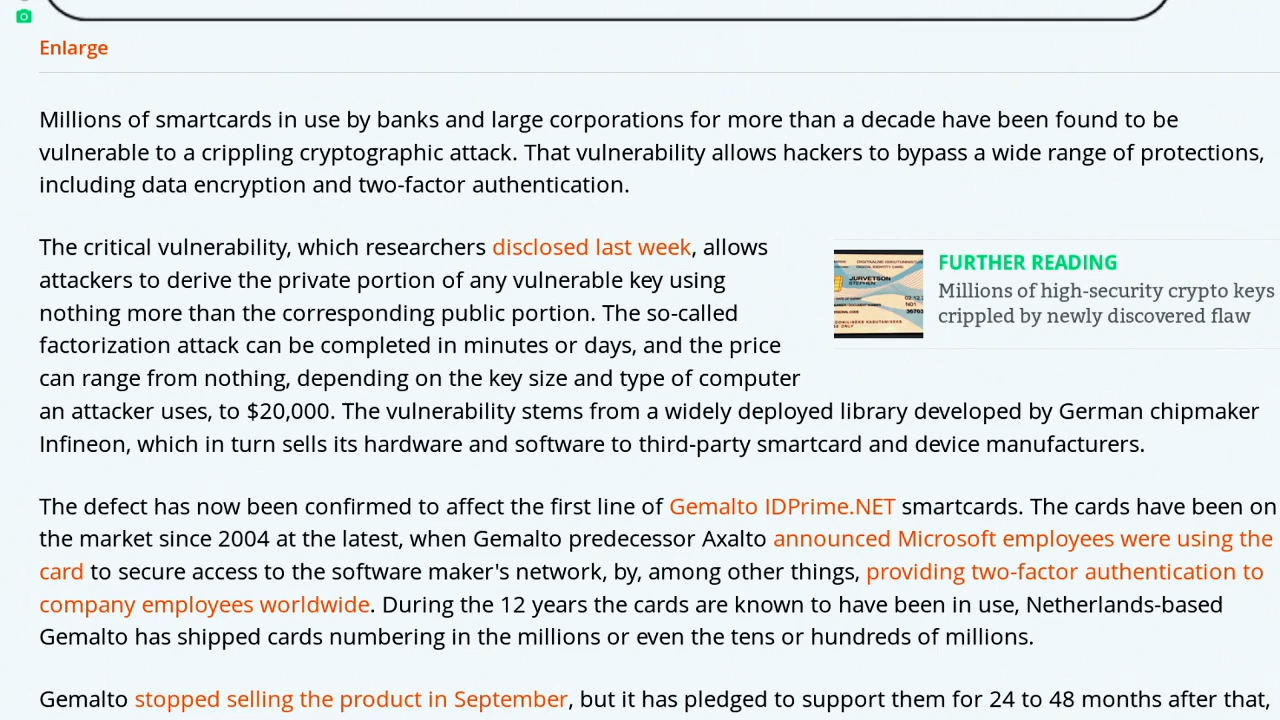 Enlarge
Millions of smartcards in use by banks and large corporations for more than a decade have been found to be
vulnerable to a crippling cryptographic attack. That vulnerability allows hackers to bypass a wide range of protections,
including data encryption and two-factor authentication.
The critical vulnerability, which researchers disclosed last week, allows
attackers to derive the private portion of any vulnerable key using
nothing more than the corresponding public portion. The so-called
factorization attack can be completed in minutes or days, and the price
can range from nothing, depending on the key size and type of computer
an attacker uses, to $20,000. The vulnerability stems from a widely deployed library developed by German chipmaker
Infineon, which in turn sells its hardware and software to third-party smartcard and device manufacturers.
JURVETSON
STEPHEN
FURTHER READING
Millions of high-security crypto keys
crippled by newly discovered flaw
The defect has now been confirmed to affect the first line of Gemalto IDPrime.NET smartcards. The cards have been on
the market since 2004 at the latest, when Gemalto predecessor Axalto announced Microsoft employees were using the
card to secure access to the software maker's network, by, among other things, providing two-factor authentication to
company employees worldwide. During the 12 years the cards are known to have been in use, Netherlands-based
Gemalto has shipped cards numbering in the millions or even the tens or hundreds of millions.
Gemalto stopped selling the product in September, but it has pledged to support them for 24 to 48 months after that,